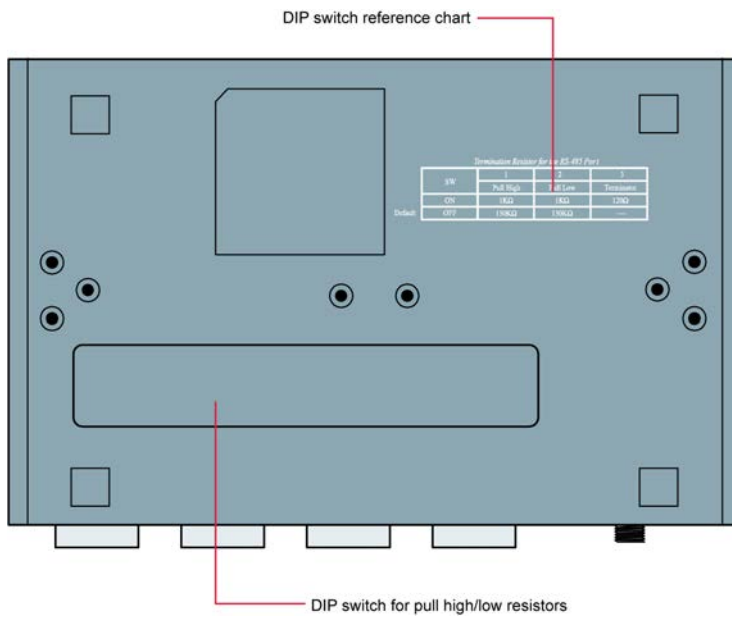 DIP switch reference chart
Termination Resistor for the RS-485 Port
SW 1 2 3
Pull High Pull Low Terminator
ON 1KΩ 1KΩ 120Ω
Default OFF 150KΩ 150KΩ —
DIP switch for pull high/low resistors